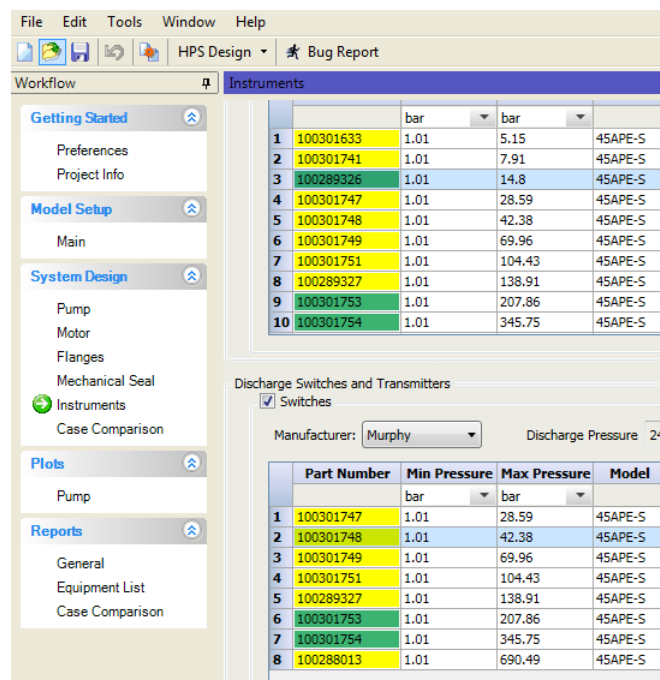 File Edit Tools Window Help
HPS Design Bug Report
Workflow
Instruments
Getting Started
Preferences
Project Info
Model Setup
Main
System Design
Pump
Motor
Flanges
Mechanical Seal
Instruments
Case Comparison
Plots
Pump
Reports
General
Equipment List
Case Comparison
bar bar
1 100301633 1.01 5.15 45APE-S
2 100301741 1.01 7.91 45APE-S
3 100289326 1.01 14.8 45APE-S
4 100301747 1.01 28.59 45APE-S
5 100301748 1.01 42.38 45APE-S
6 100301749 1.01 69.96 45APE-S
7 100301751 1.01 104.43 45APE-S
8 100289327 1.01 138.91 45APE-S
9 100301753 1.01 207.86 45APE-S
10 100301754 1.01 345.75 45APE-S
Discharge Switches and Transmitters
Switches
Manufacturer: Murphy Discharge Pressure 24
Part Number Min Pressure Max Pressure Model
bar bar
1 100301747 1.01 28.59 45APE-S
2 100301748 1.01 42.38 45APE-S
3 100301749 1.01 69.96 45APE-S
4 100301751 1.01 104.43 45APE-S
5 100289327 1.01 138.91 45APE-S
6 100301753 1.01 207.86 45APE-S
7 100301754 1.01 345.75 45APE-S
8 100288013 1.01 690.49 45APE-S